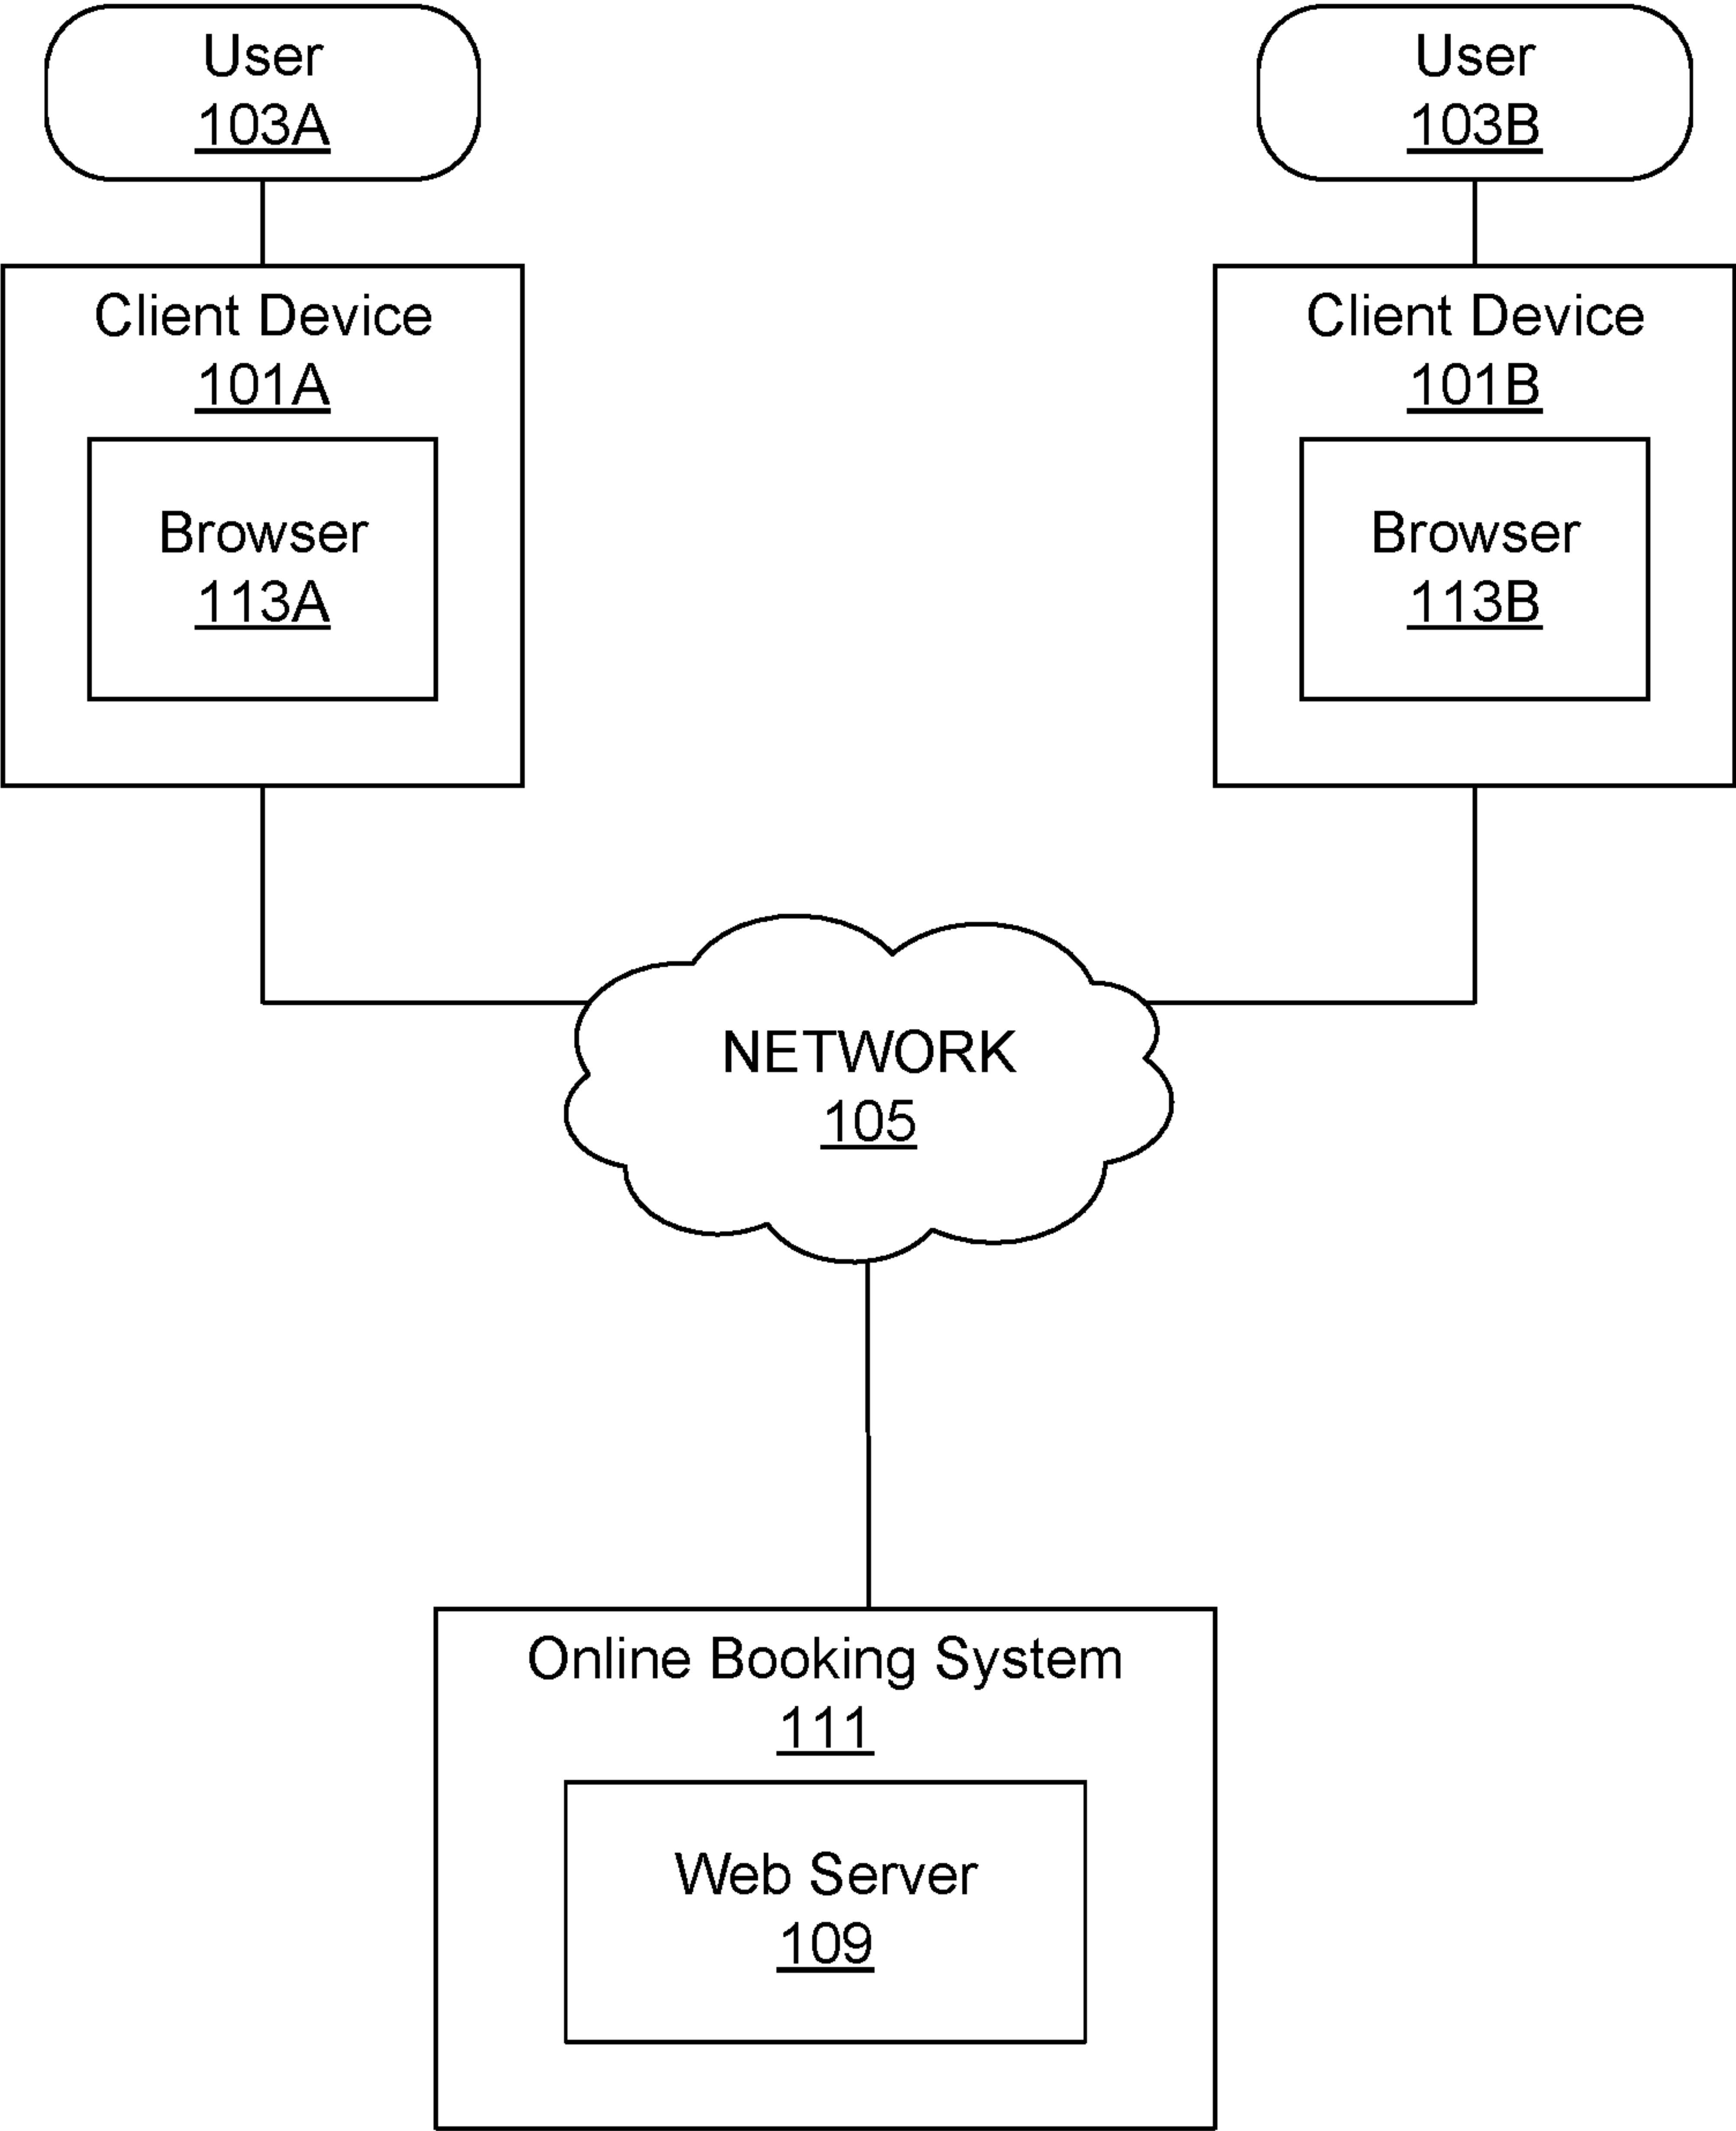 User
103A
User
103B
Client Device
101A
Browser
113A
Client Device
101B
Browser
113B
NETWORK
105
Online Booking System
111
Web Server
109